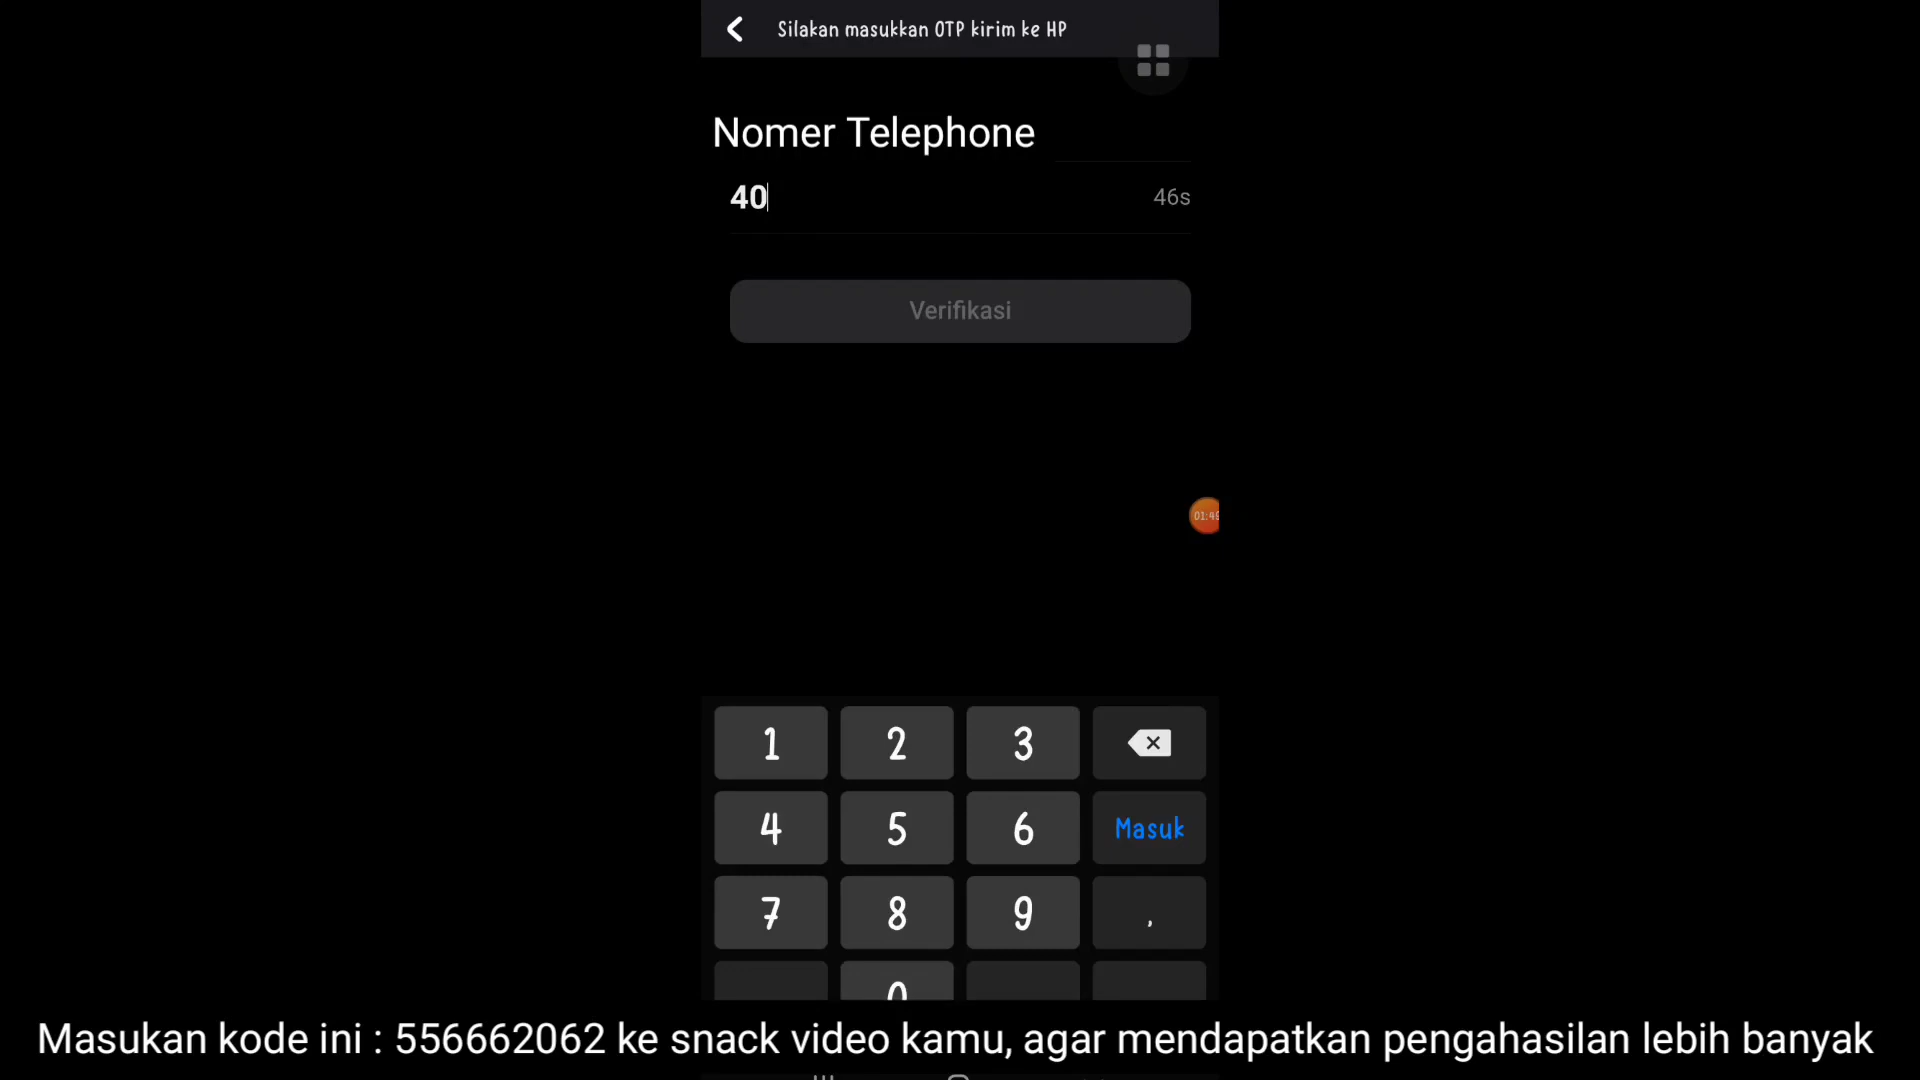 Silakan masukkan OTP kirim ke HP
Nomer Telephone
40
46s
Verifikasi
1 2 3
4 5 6 Masuk
7 8 9 ,
0
Masukan kode ini : 556662062 ke snack video kamu, agar mendapatkan pengahasilan lebih banyak